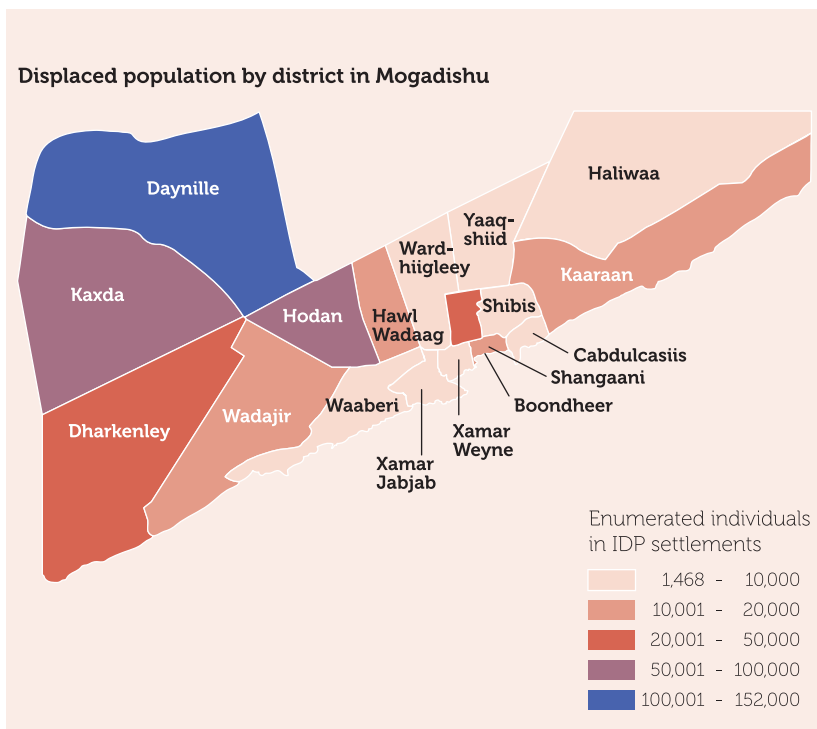 Displaced population by district in Mogadishu
Daynille
Haliwaa
Yaaq-
shiid
Ward-
hiigleey
Kaaraan
Kaxda
Hodan
Shibis
Hawl
Wadaag
Cabdulcasiis
Shangaani
Boondheer
Waaberi
Wadajir
Dharkenley
Xamar
Weyne
Xamar
Jabjab
Enumerated individuals
in IDP settlements
1,468 - 10,000
10,001 - 20,000
20,001 - 50,000
50,001 - 100,000
100,001 - 152,000